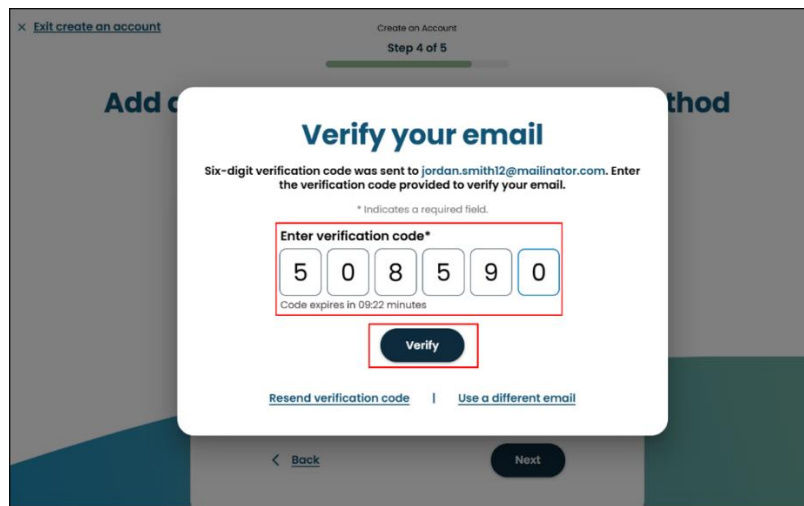 × Exit create an account
Create an Account
Step 4 of 5
Add
thod
Verify your email
Six-digit verification code was sent to jordan.smith12@mailinator.com. Enter
the verification code provided to verify your email.
* Indicates a required field.
Enter verification code*
5 0 8 5 9 0
Code expires in 09:22 minutes
Verify
Resend verification code | Use a different email
< Back
Next